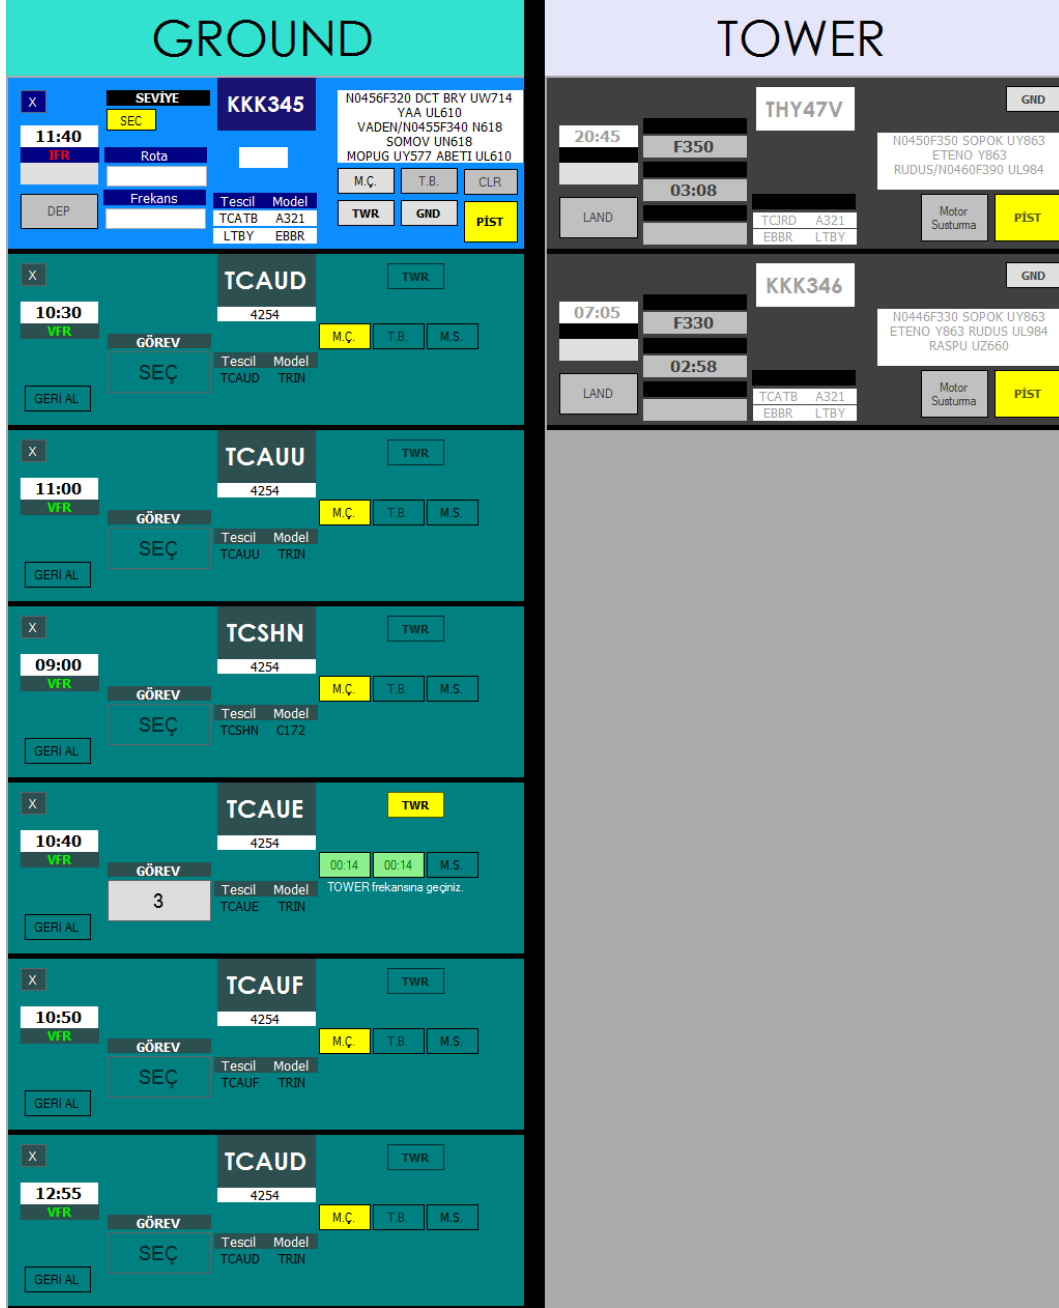 GROUND
X
SEVİYE
SEC
KKK345
N0456F320 DCT BRY UW714
YAA UL610
VADEN/N0455F340 N618
SOMOV UN618
MOPUG UY577 ABETI UL610
11:40
IFR
Rota
M.Ç.
T.B.
CLR
DEP
Frekans
Tescil Model
TCATB A321
LTBY EBBR
TWR
GND
PİST
X
TCAUD
TWR
10:30
VFR
4254
GÖREV
SEÇ
M.Ç.
T.B.
M.S.
Tescil Model
TCAUD TRIN
GERİ AL
X
TCAUU
TWR
11:00
VFR
4254
GÖREV
SEÇ
M.Ç.
T.B.
M.S.
Tescil Model
TCAUU TRIN
GERİ AL
X
TCSHN
TWR
09:00
VFR
4254
GÖREV
SEÇ
M.Ç.
T.B.
M.S.
Tescil Model
TCSHN C172
GERİ AL
X
TCAUE
TWR
10:40
VFR
4254
GÖREV
3
00:14
00:14
M.S.
TOWER frekansına geçiniz.
Tescil Model
TCAUE TRIN
GERİ AL
X
TCAUF
TWR
10:50
VFR
4254
GÖREV
SEÇ
M.Ç.
T.B.
M.S.
Tescil Model
TCAUF TRIN
GERİ AL
X
TCAUD
TWR
12:55
VFR
4254
GÖREV
SEÇ
M.Ç.
T.B.
M.S.
Tescil Model
TCAUD TRIN
GERİ AL
TOWER
THY47V
GND
20:45
F350
N0450F350 SOPOK UY863
ETENO Y863
RUDUS/N0460F390 UL984
03:08
LAND
TCJRD A321
EBBR LTBY
Motor
Susturma
PİST
KKK346
GND
07:05
F330
N0446F330 SOPOK UY863
ETENO Y863 RUDUS UL984
RASPU UZ660
02:58
LAND
TCATB A321
EBBR LTBY
Motor
Susturma
PİST